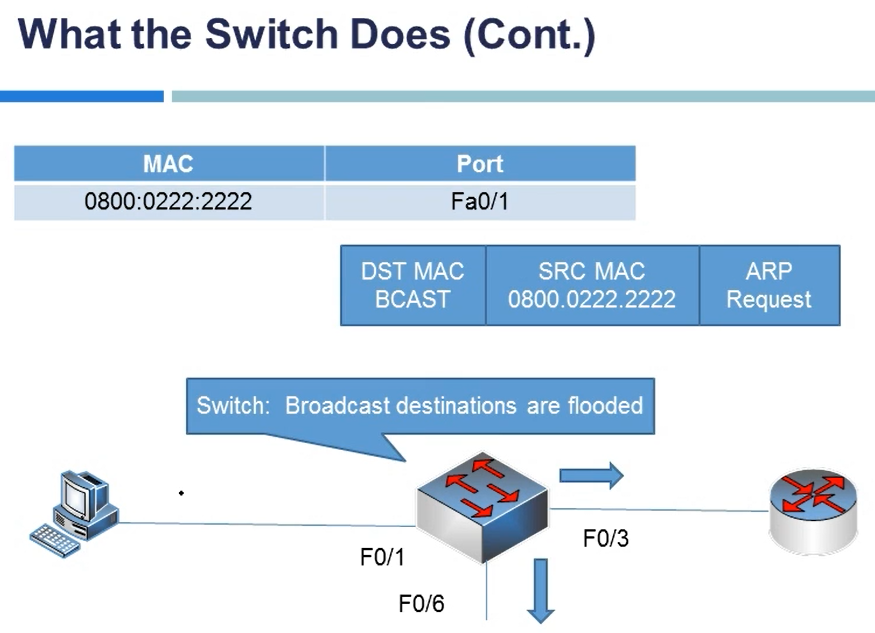 What the Switch Does (Cont.)
MAC Port
0800:0222:2222 Fa0/1
DST MAC SRC MAC ARP
BCAST 0800.0222.2222 Request
Switch: Broadcast destinations are flooded
F0/3
F0/1
F0/6